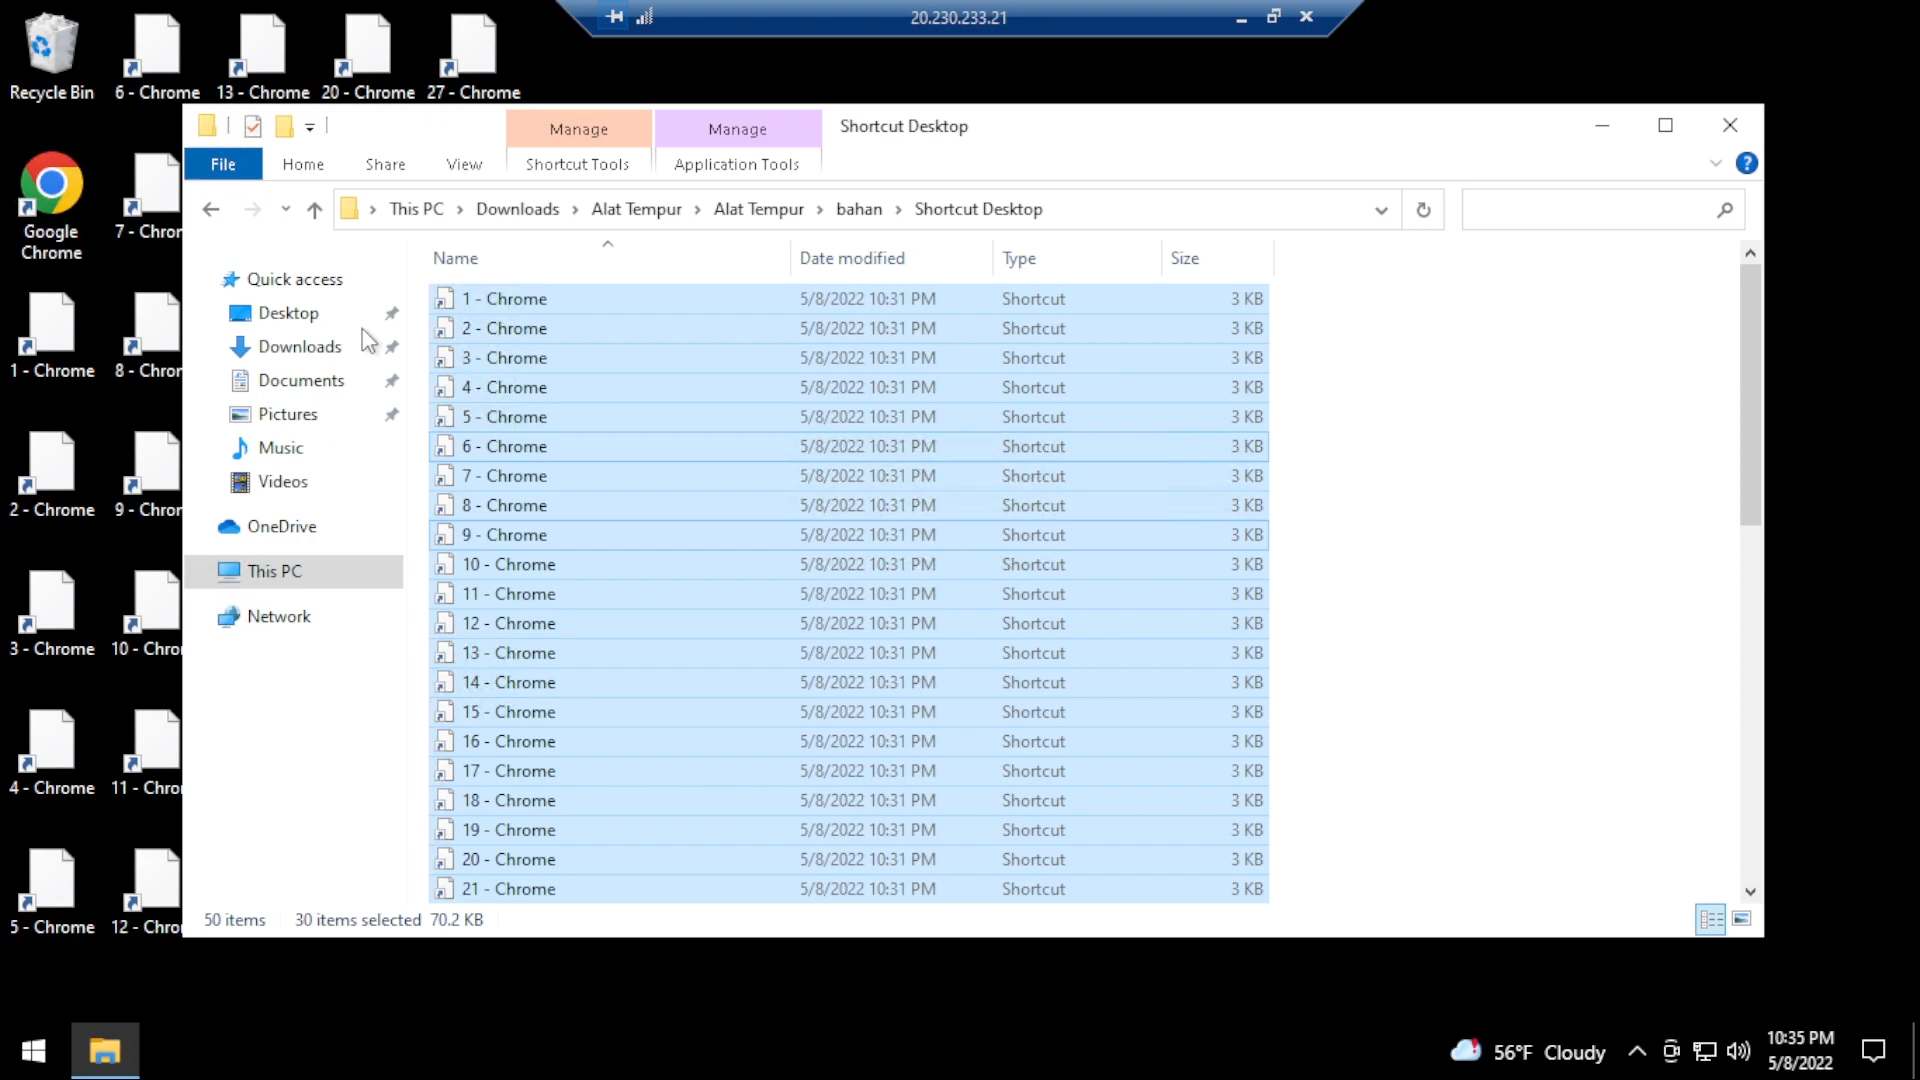 20.230.233.21
Recycle Bin
6 - Chrome
13 - Chrome
20 - Chrome
27 - Chrome
Google Chrome
7 - Chror
1 - Chrome
8 - Chror
2 - Chrome
9 - Chror
3 - Chrome
10 - Chro
4 - Chrome
11 - Chro
5 - Chrome
12 - Chro
Manage
Manage
Shortcut Desktop
File
Home
Share
View
Shortcut Tools
Application Tools
This PC > Downloads > Alat Tempur > Alat Tempur > bahan > Shortcut Desktop
Quick access
Desktop
Downloads
Documents
Pictures
Music
Videos
OneDrive
This PC
Network
Name Date modified Type Size
1 - Chrome 5/8/2022 10:31 PM Shortcut 3 KB
2 - Chrome 5/8/2022 10:31 PM Shortcut 3 KB
3 - Chrome 5/8/2022 10:31 PM Shortcut 3 KB
4 - Chrome 5/8/2022 10:31 PM Shortcut 3 KB
5 - Chrome 5/8/2022 10:31 PM Shortcut 3 KB
6 - Chrome 5/8/2022 10:31 PM Shortcut 3 KB
7 - Chrome 5/8/2022 10:31 PM Shortcut 3 KB
8 - Chrome 5/8/2022 10:31 PM Shortcut 3 KB
9 - Chrome 5/8/2022 10:31 PM Shortcut 3 KB
10 - Chrome 5/8/2022 10:31 PM Shortcut 3 KB
11 - Chrome 5/8/2022 10:31 PM Shortcut 3 KB
12 - Chrome 5/8/2022 10:31 PM Shortcut 3 KB
13 - Chrome 5/8/2022 10:31 PM Shortcut 3 KB
14 - Chrome 5/8/2022 10:31 PM Shortcut 3 KB
15 - Chrome 5/8/2022 10:31 PM Shortcut 3 KB
16 - Chrome 5/8/2022 10:31 PM Shortcut 3 KB
17 - Chrome 5/8/2022 10:31 PM Shortcut 3 KB
18 - Chrome 5/8/2022 10:31 PM Shortcut 3 KB
19 - Chrome 5/8/2022 10:31 PM Shortcut 3 KB
20 - Chrome 5/8/2022 10:31 PM Shortcut 3 KB
21 - Chrome 5/8/2022 10:31 PM Shortcut 3 KB
50 items 30 items selected 70.2 KB
56°F Cloudy
10:35 PM
5/8/2022